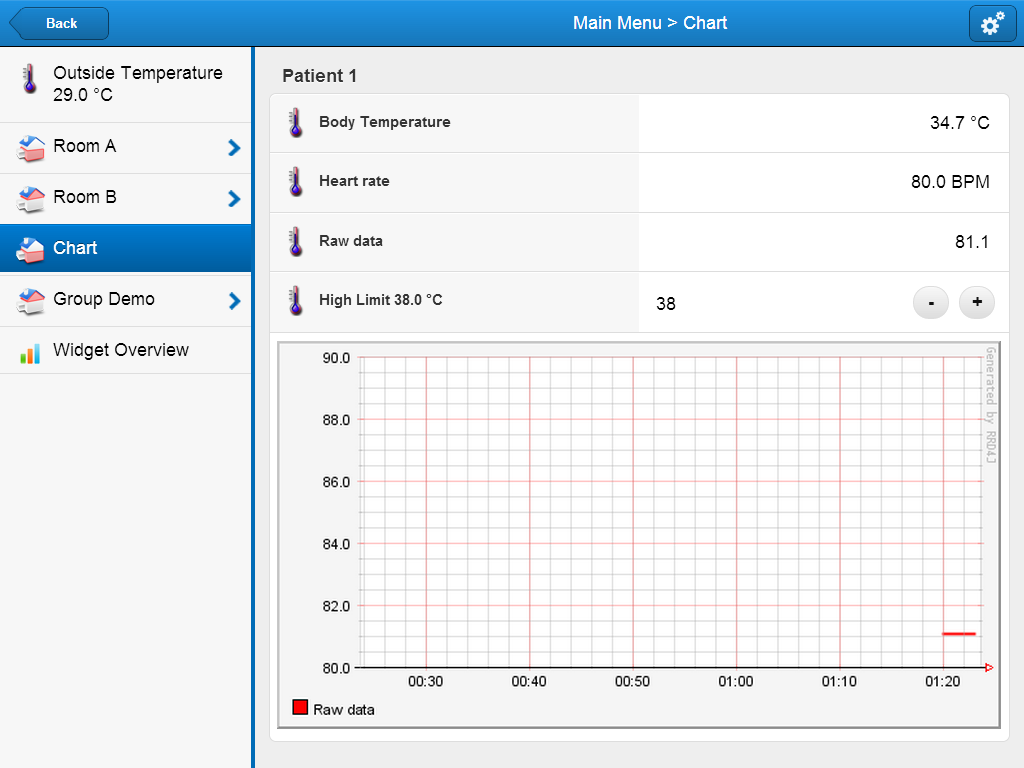 Back
Main Menu > Chart
Outside Temperature
29.0 °C
Room A
Room B
Chart
Group Demo
Widget Overview
Patient 1
Body Temperature
34.7 °C
Heart rate
80.0 BPM
Raw data
81.1
High Limit 38.0 °C
38
-
+
90.0
88.0
86.0
84.0
82.0
80.0
00:30
00:40
00:50
01:00
01:10
01:20
Raw data
Generated by RRD4J